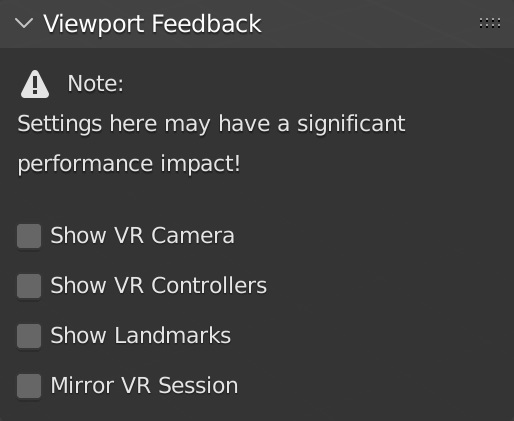 Viewport Feedback
Note:
Settings here may have a significant
performance impact!
Show VR Camera
Show VR Controllers
Show Landmarks
Mirror VR Session